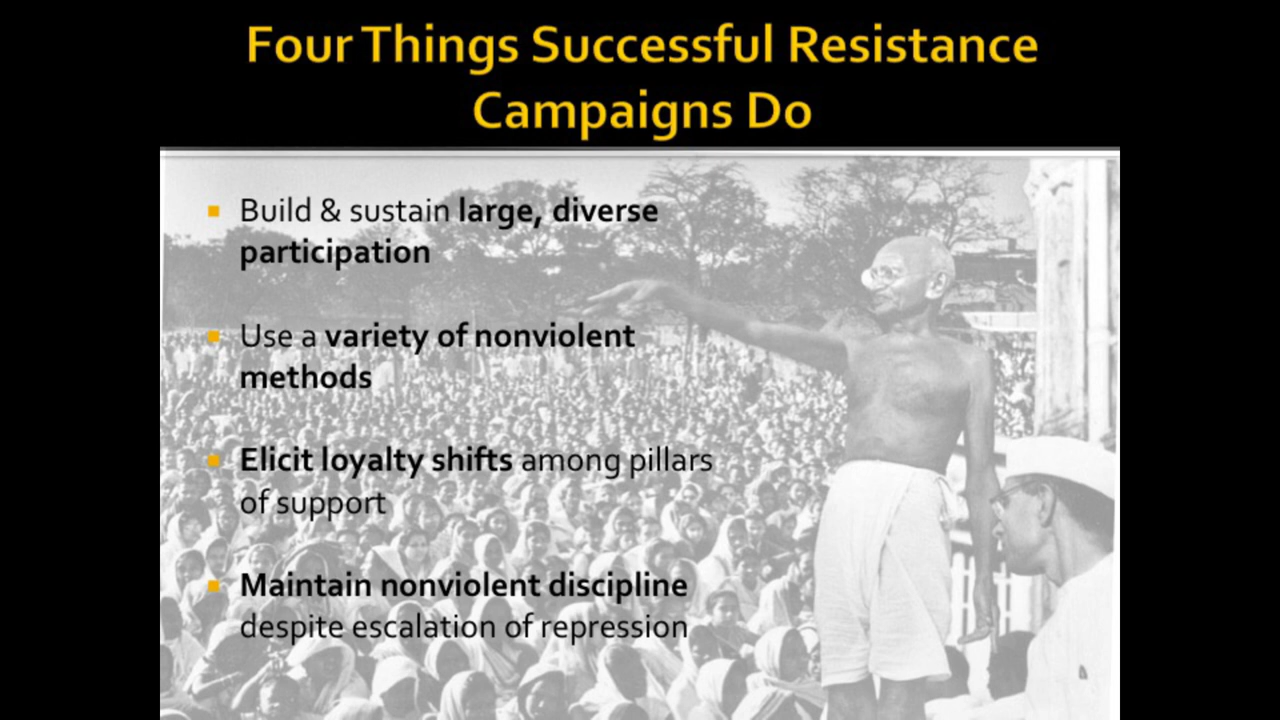 Four Things Successful Resistance
Campaigns Do
Build & sustain large, diverse
participation
Use a variety of nonviolent
methods
Elicit loyalty shifts among pillars
of support
Maintain nonviolent discipline
despite escalation of repression